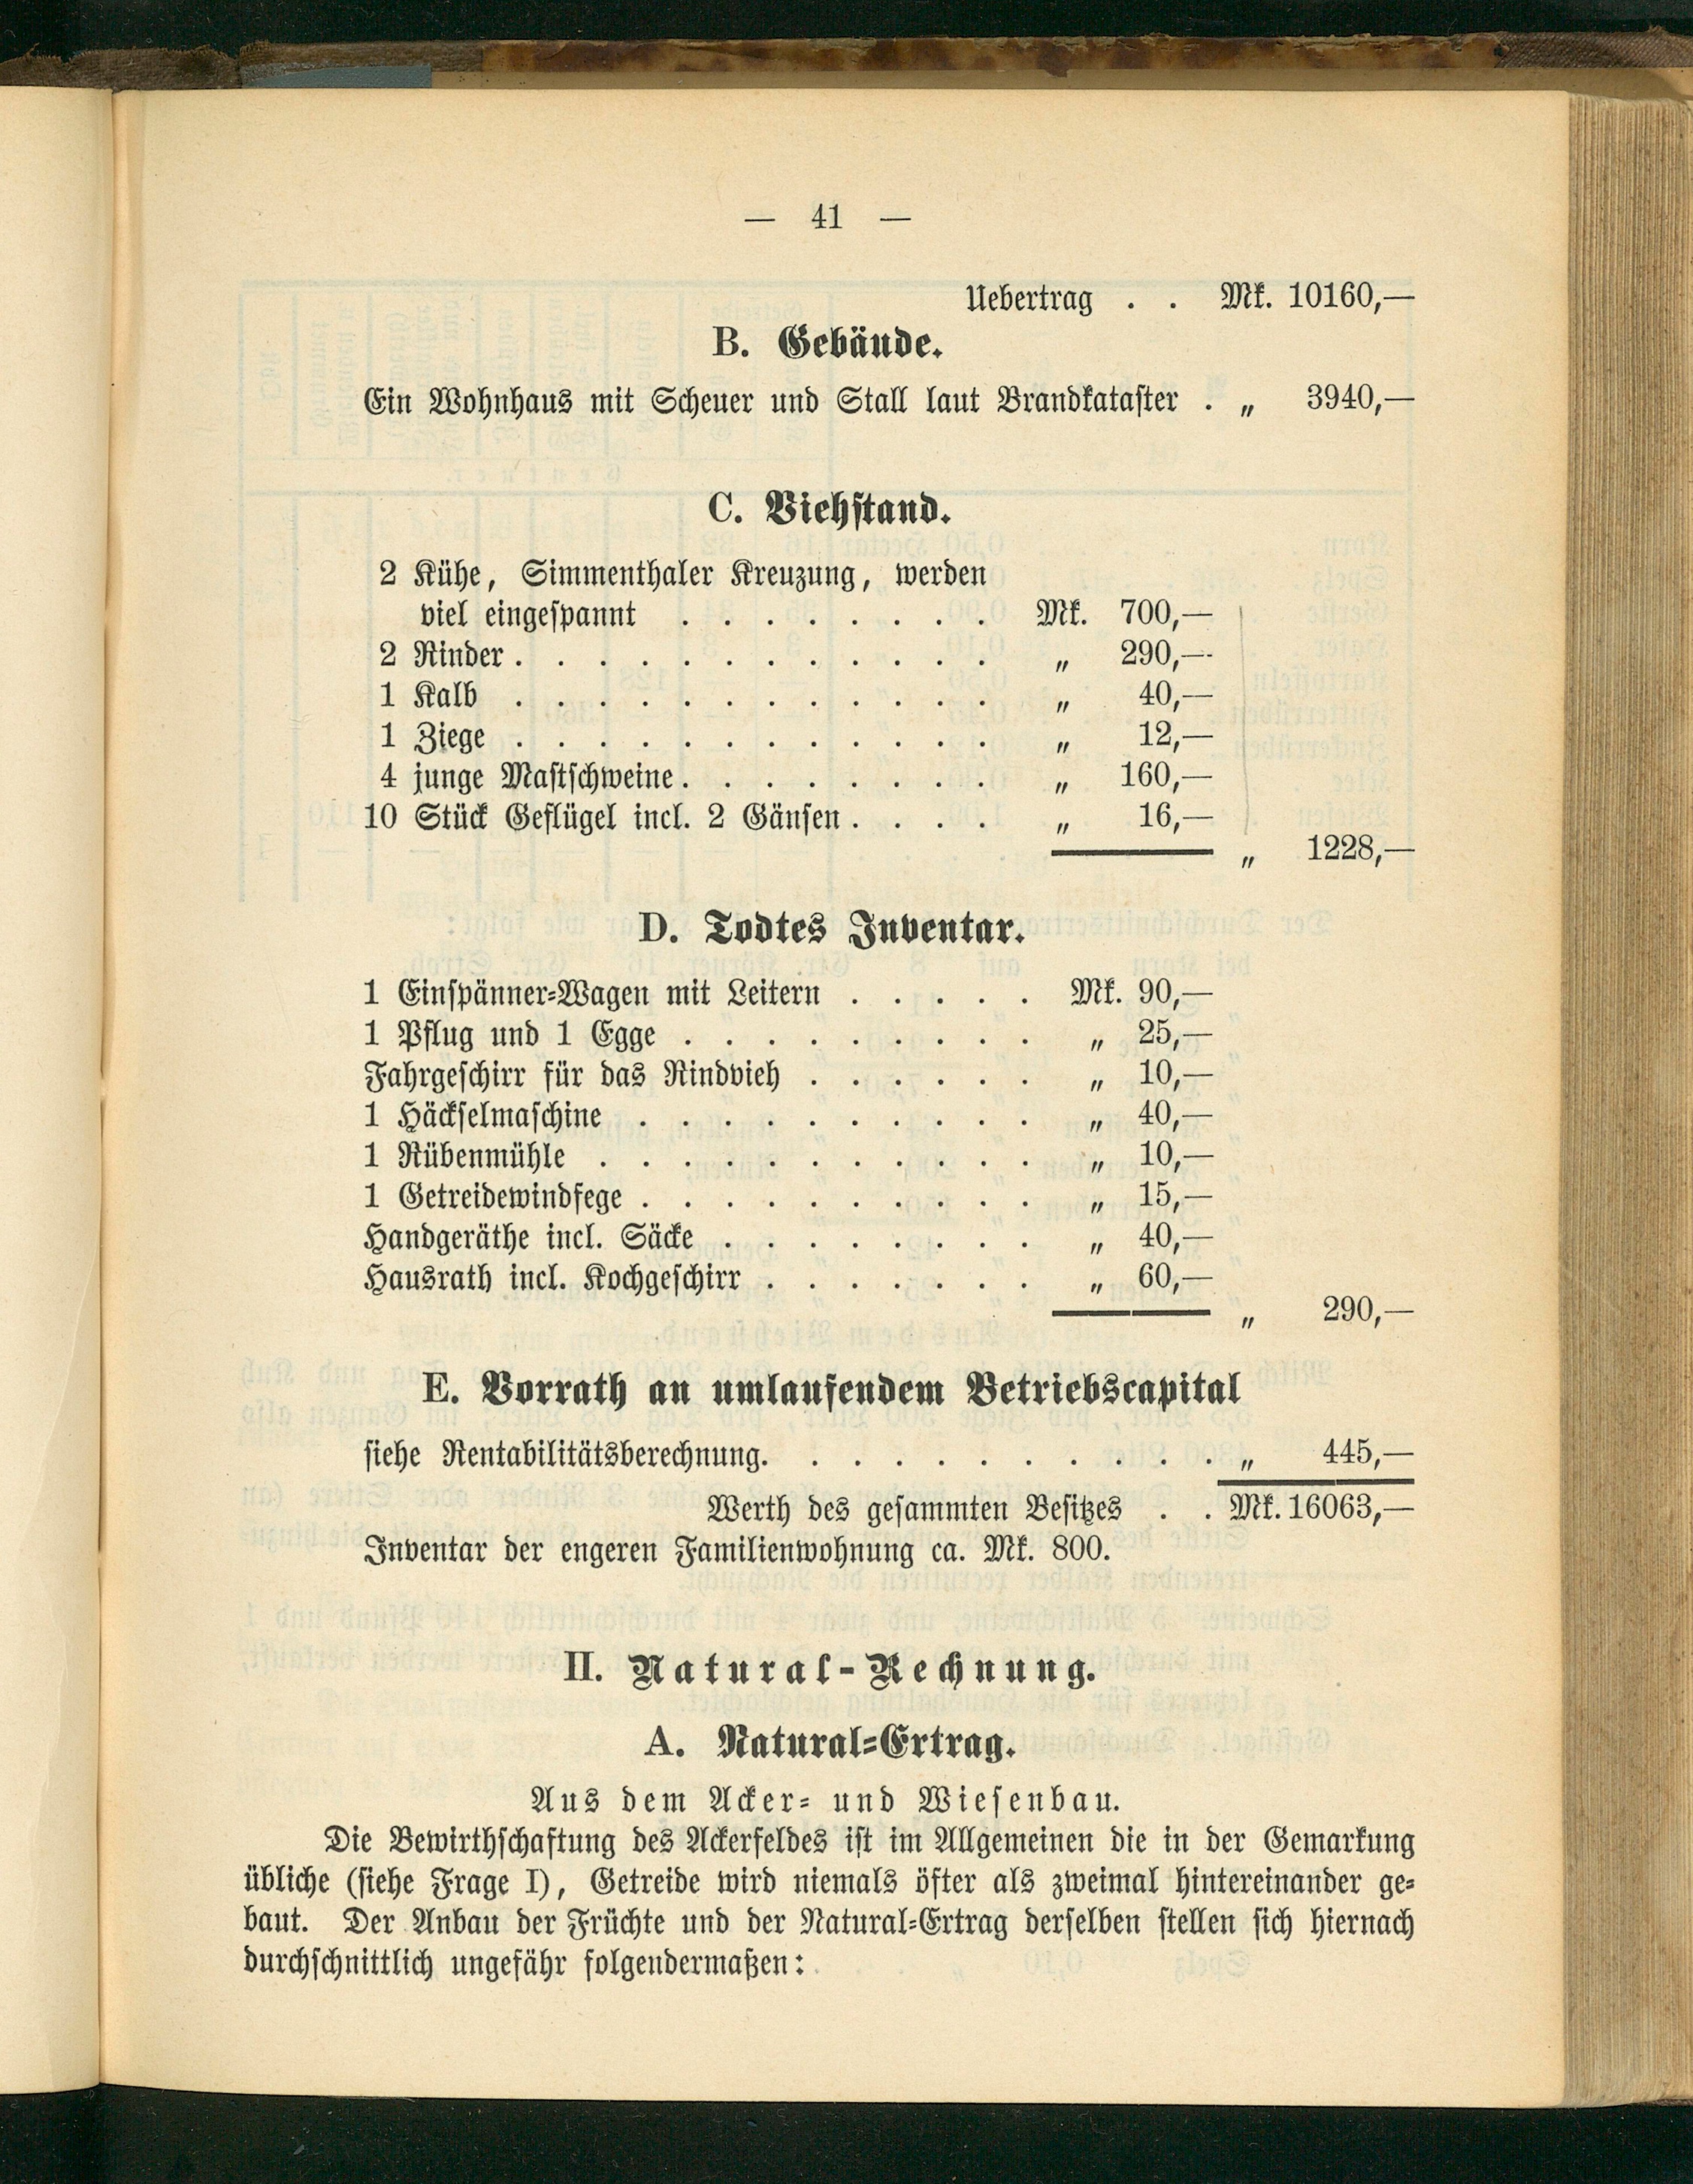 — 41 —
Uebertrag . . Mk. 10160,—
B. Gebäude.
Ein Wohnhaus mit Scheuer und Stall laut Brandkataster . „ 3940,—
C. Viehstand.
2 Kühe, Simmenthaler Kreuzung, werden
viel eingespannt . . . . . . . . Mk. 700,—
2 Rinder . . . . . . . . . . . . „ 290,—
1 Kalb . . . . . . . . . . . . „ 40,—
1 Ziege . . . . . . . . . . . . „ 12,—
4 junge Mastschweine . . . . . . . . „ 160,—
10 Stück Geflügel incl. 2 Gänsen . . . . „ 16,—
„ 1228,—
D. Todtes Inventar.
1 Einspänner-Wagen mit Leitern . . . . . Mk. 90,—
1 Pflug und 1 Egge . . . . . . . . . „ 25,—
Fahrgeschirr für das Rindvieh . . . . . . „ 10,—
1 Häckselmaschine . . . . . . . . . . „ 40,—
1 Rübenmühle . . . . . . . . . . . „ 10,—
1 Getreidewindfege . . . . . . . . . . „ 15,—
Handgeräthe incl. Säcke . . . . . . . . „ 40,—
Hausrath incl. Kochgeschirr . . . . . . . „ 60,—
„ 290,—
E. Vorrath an umlaufendem Betriebscapital
siehe Rentabilitätsberechnung. . . . . . . . . . . „ 445,—
Werth des gesammten Besitzes . . Mk. 16063,—
Inventar der engeren Familienwohnung ca. Mk. 800.
II. Natural-Rechnung.
A. Natural-Ertrag.
Aus dem Acker- und Wiesenbau.
Die Bewirthschaftung des Ackerfeldes ist im Allgemeinen die in der Gemarkung
übliche (siehe Frage I), Getreide wird niemals öfter als zweimal hintereinander ge-
baut. Der Anbau der Früchte und der Natural-Ertrag derselben stellen sich hiernach
durchschnittlich ungefähr folgendermaßen: